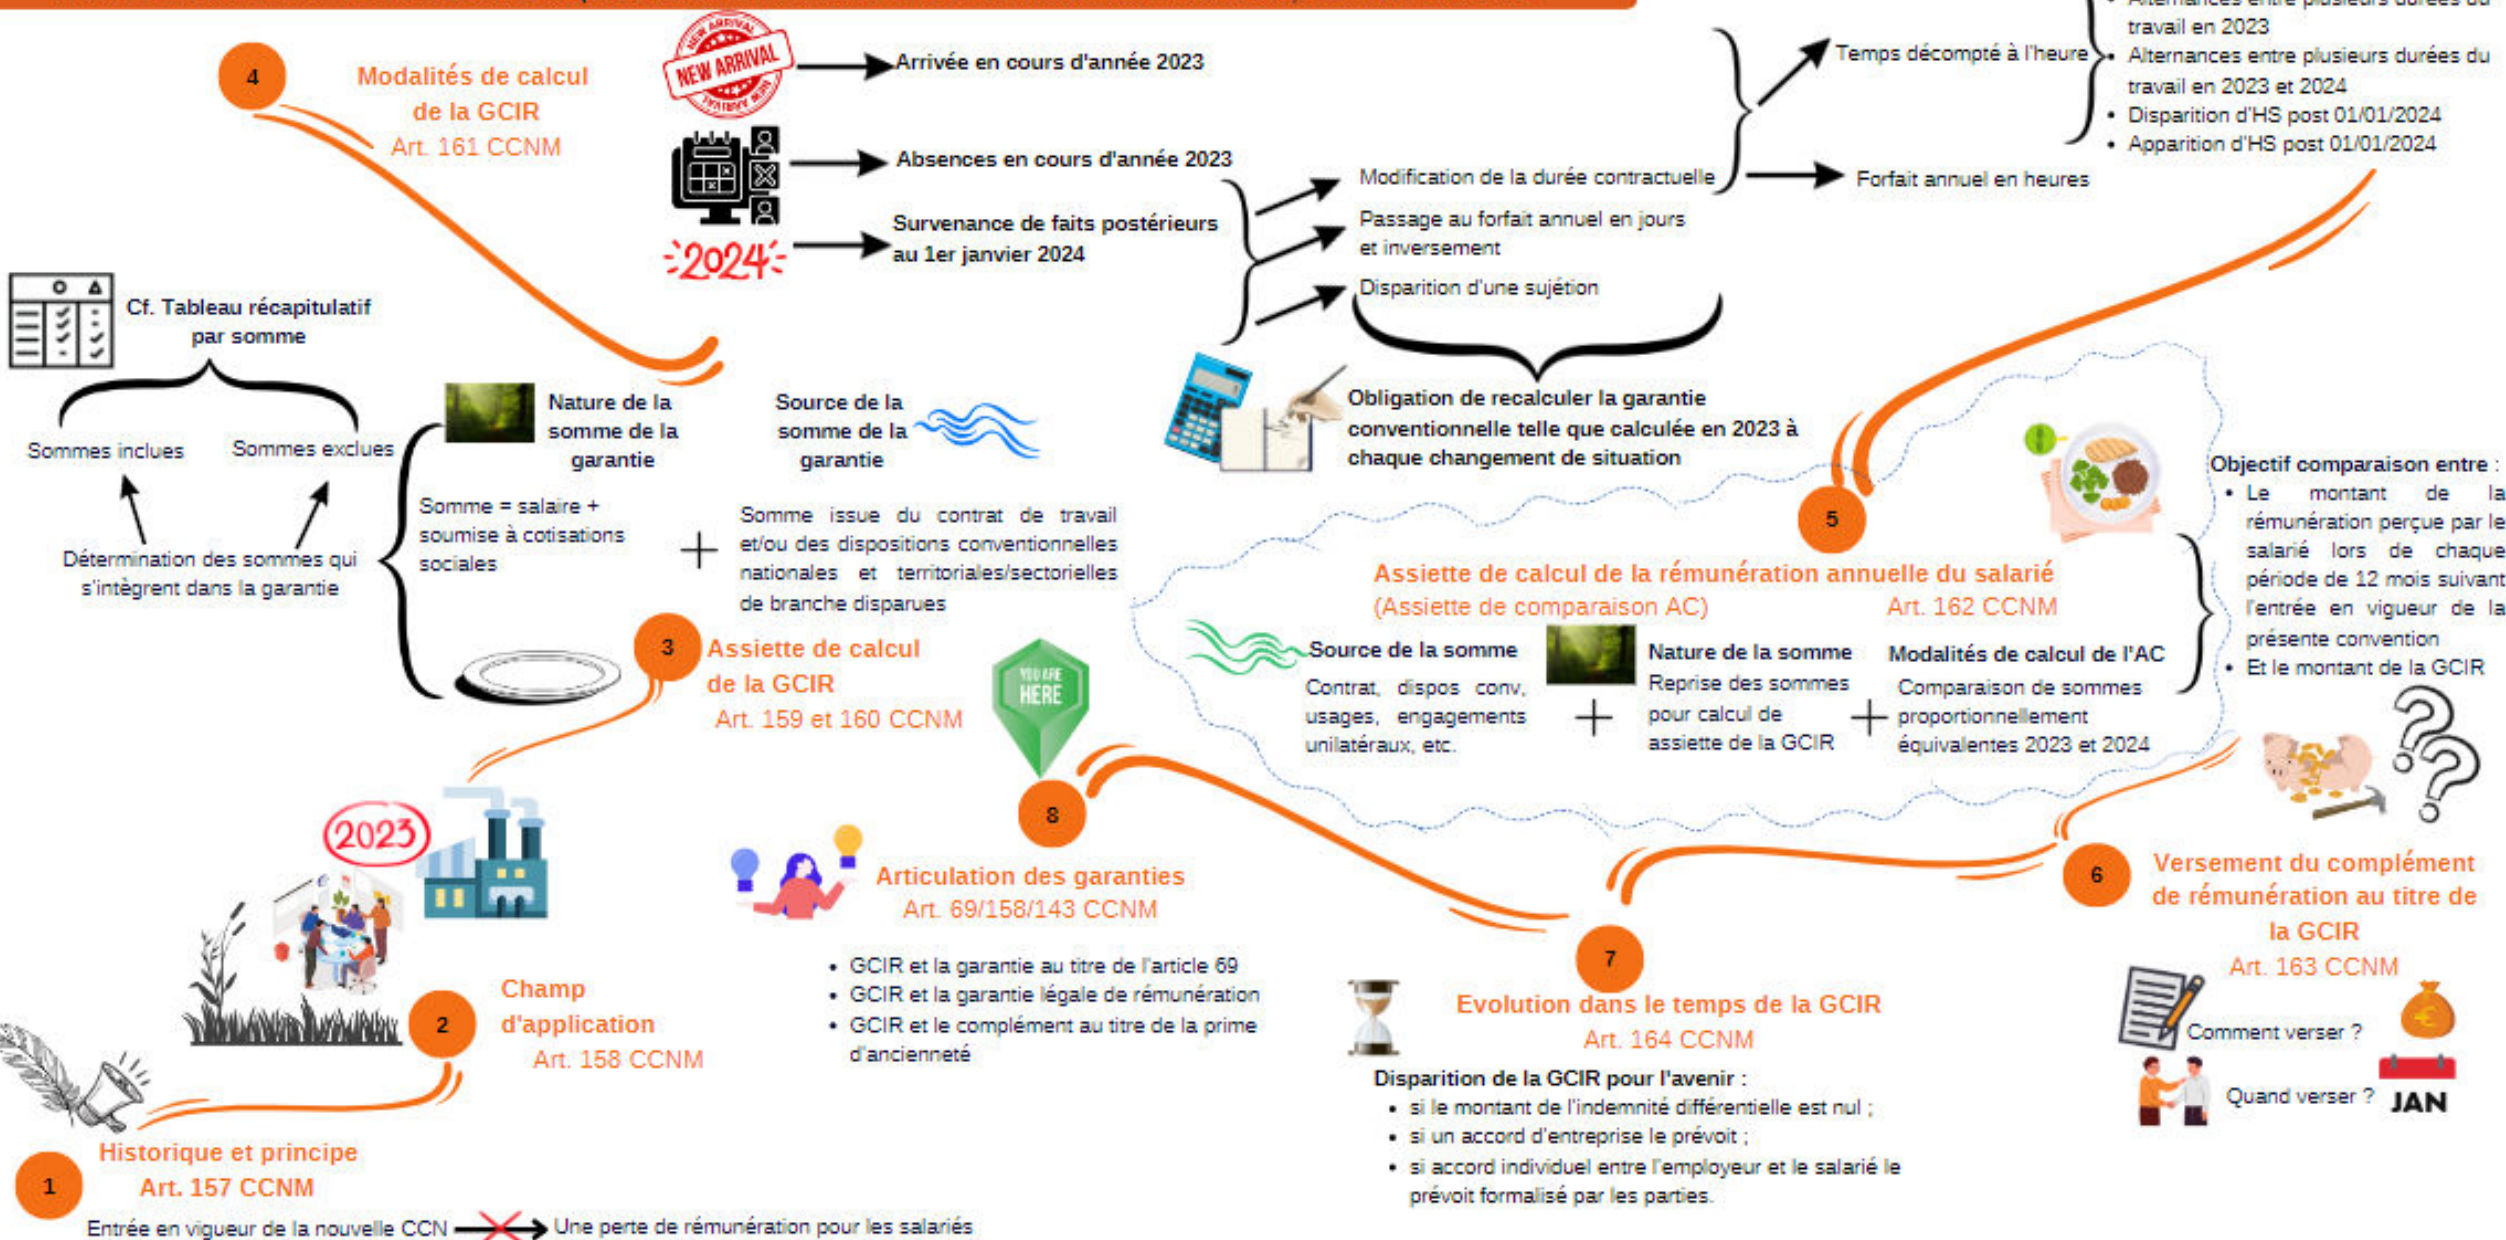 4
Modalités de calcul
de la GCIR
Art. 161 CCNM
NEW ARRIVAL
NEW ARRIVAL
NEW ARRIVAL
Arrivée en cours d'année 2023
Absences en cours d'année 2023
2024
Survenance de faits postérieurs
au 1er janvier 2024
Modification de la durée contractuelle
Passage au forfait annuel en jours
et inversement
Disparition d'une sujétion
Temps décompté à l'heure
Forfait annuel en heures
• Alternances entre plusieurs durées du
travail en 2023
• Alternances entre plusieurs durées du
travail en 2023 et 2024
• Disparition d'HS post 01/01/2024
• Apparition d'HS post 01/01/2024
Obligation de recalculer la garantie
conventionnelle telle que calculée en 2023 à
chaque changement de situation
Cf. Tableau récapitulatif
par somme
Sommes inclues
Sommes exclues
Détermination des sommes qui
s'intègrent dans la garantie
Nature de la
somme de la
garantie
Somme = salaire +
soumise à cotisations
sociales
+
Source de la
somme de la
garantie
Somme issue du contrat de travail
et/ou des dispositions conventionnelles
nationales et territoriales/sectorielles
de branche disparues
3
Assiette de calcul
de la GCIR
Art. 159 et 160 CCNM
5
Assiette de calcul de la rémunération annuelle du salarié
(Assiette de comparaison AC)
Art. 162 CCNM
Source de la somme
Contrat, dispos conv,
usages, engagements
unilatéraux, etc.
+
Nature de la somme
Reprise des sommes
pour calcul de
assiette de la GCIR
+
Modalités de calcul de l'AC
Comparaison de sommes
proportionnellement
équivalentes 2023 et 2024
Objectif comparaison entre :
• Le montant de la
rémunération perçue par le
salarié lors de chaque
période de 12 mois suivant
l'entrée en vigueur de la
présente convention
• Et le montant de la GCIR
YOU ARE
HERE
8
Articulation des garanties
Art. 69/158/143 CCNM
• GCIR et la garantie au titre de l'article 69
• GCIR et la garantie légale de rémunération
• GCIR et le complément au titre de la prime
d'ancienneté
7
Evolution dans le temps de la GCIR
Art. 164 CCNM
Disparition de la GCIR pour l'avenir :
• si le montant de l'indemnité différentielle est nul ;
• si un accord d'entreprise le prévoit ;
• si accord individuel entre l'employeur et le salarié le
prévoit formalisé par les parties.
??
6
Versement du complément
de rémunération au titre de
la GCIR
Art. 163 CCNM
Comment verser ?
€
Quand verser ?
JAN
2023
2
Champ
d'application
Art. 158 CCNM
1
Historique et principe
Art. 157 CCNM
Entrée en vigueur de la nouvelle CCN
Une perte de rémunération pour les salariés